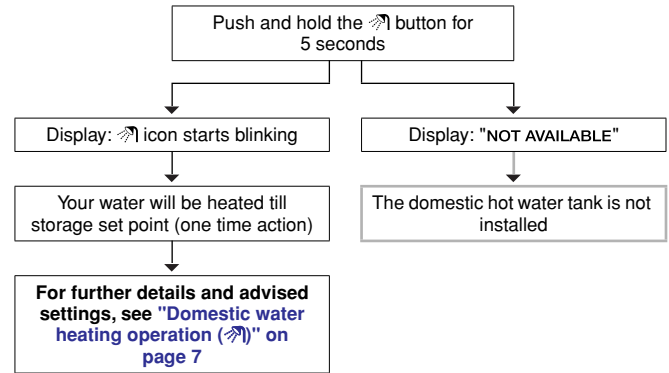 Push and hold the button for
5 seconds
Display: icon starts blinking
Display: "NOT AVAILABLE"
Your water will be heated till
storage set point (one time action)
The domestic hot water tank is not
installed
For further details and advised
settings, see "Domestic water
heating operation ( )" on
page 7